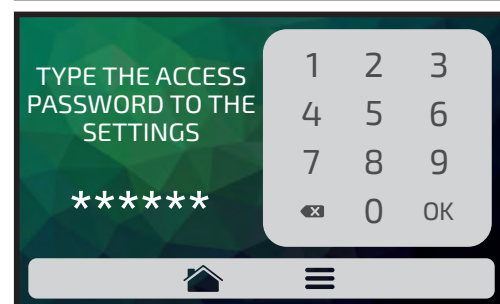 TYPE THE ACCESS
PASSWORD TO THE
SETTINGS
******
1 2 3
4 5 6
7 8 9
0 OK